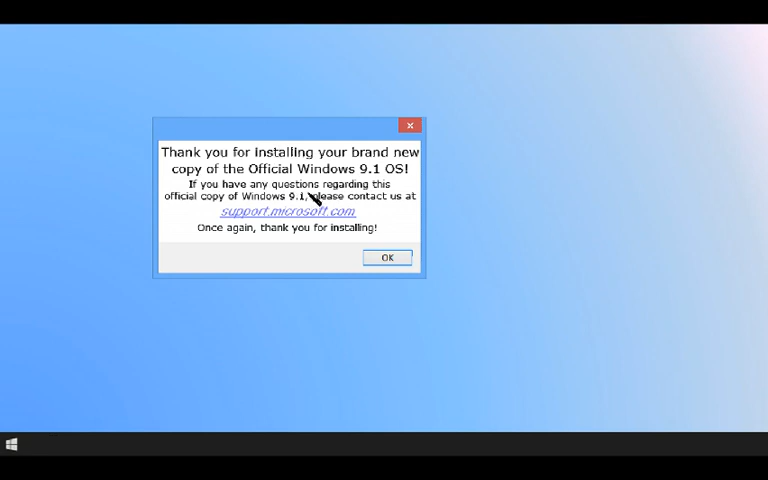 Thank you for installing your brand new
copy of the Official Windows 9.1 OS!
If you have any questions regarding this
official copy of Windows 9.1, please contact us at
support.microsoft.com
Once again, thank you for installing!
OK